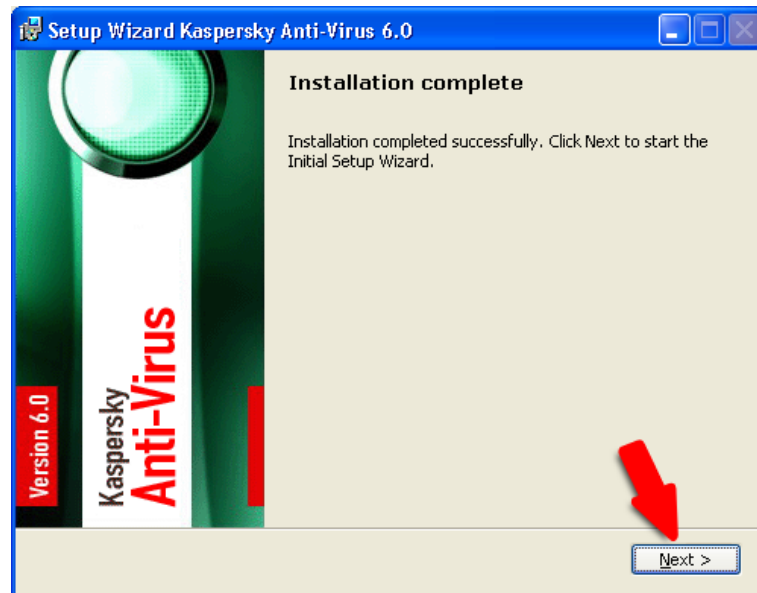 Setup Wizard Kaspersky Anti-Virus 6.0
Installation complete
Installation completed successfully. Click Next to start the
Initial Setup Wizard.
Version 6.0
Kaspersky
Anti-Virus
Next >